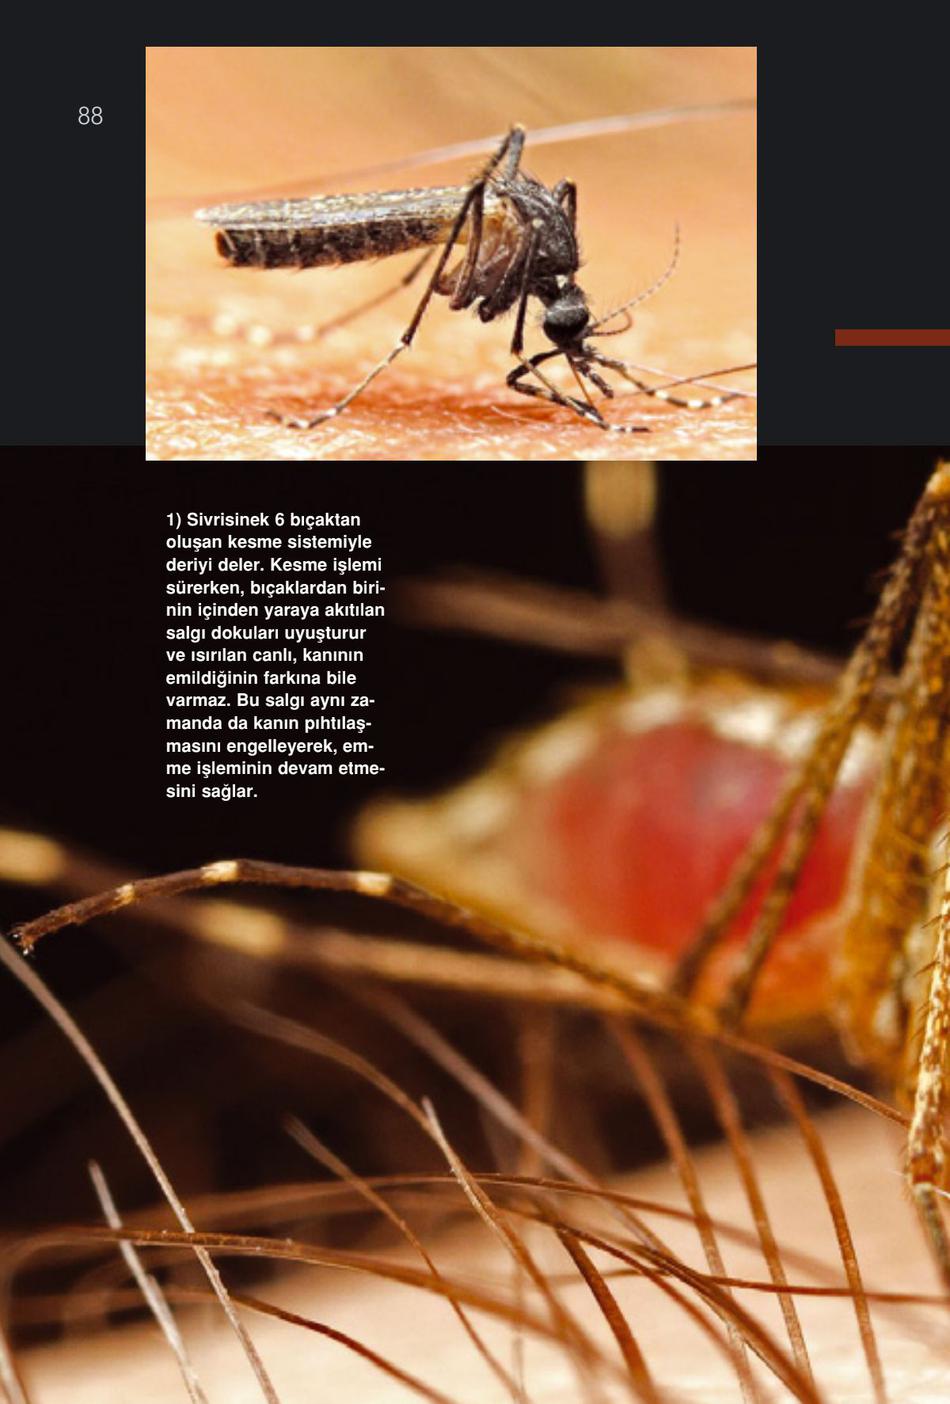 88
1) Sivrisinek 6 bıçaktan
oluşan kesme sistemiyle
deriyi deler. Kesme işlemi
sürerken, bıçaklardan biri-
nin içinden yaraya akıtılan
salgı dokuları uyuşturur
ve ısırılan canlı, kanının
emildiğinin farkına bile
varmaz. Bu salgı aynı za-
manda da kanın pıhtılaş-
masını engelleyerek, em-
me işleminin devam etme-
sini sağlar.